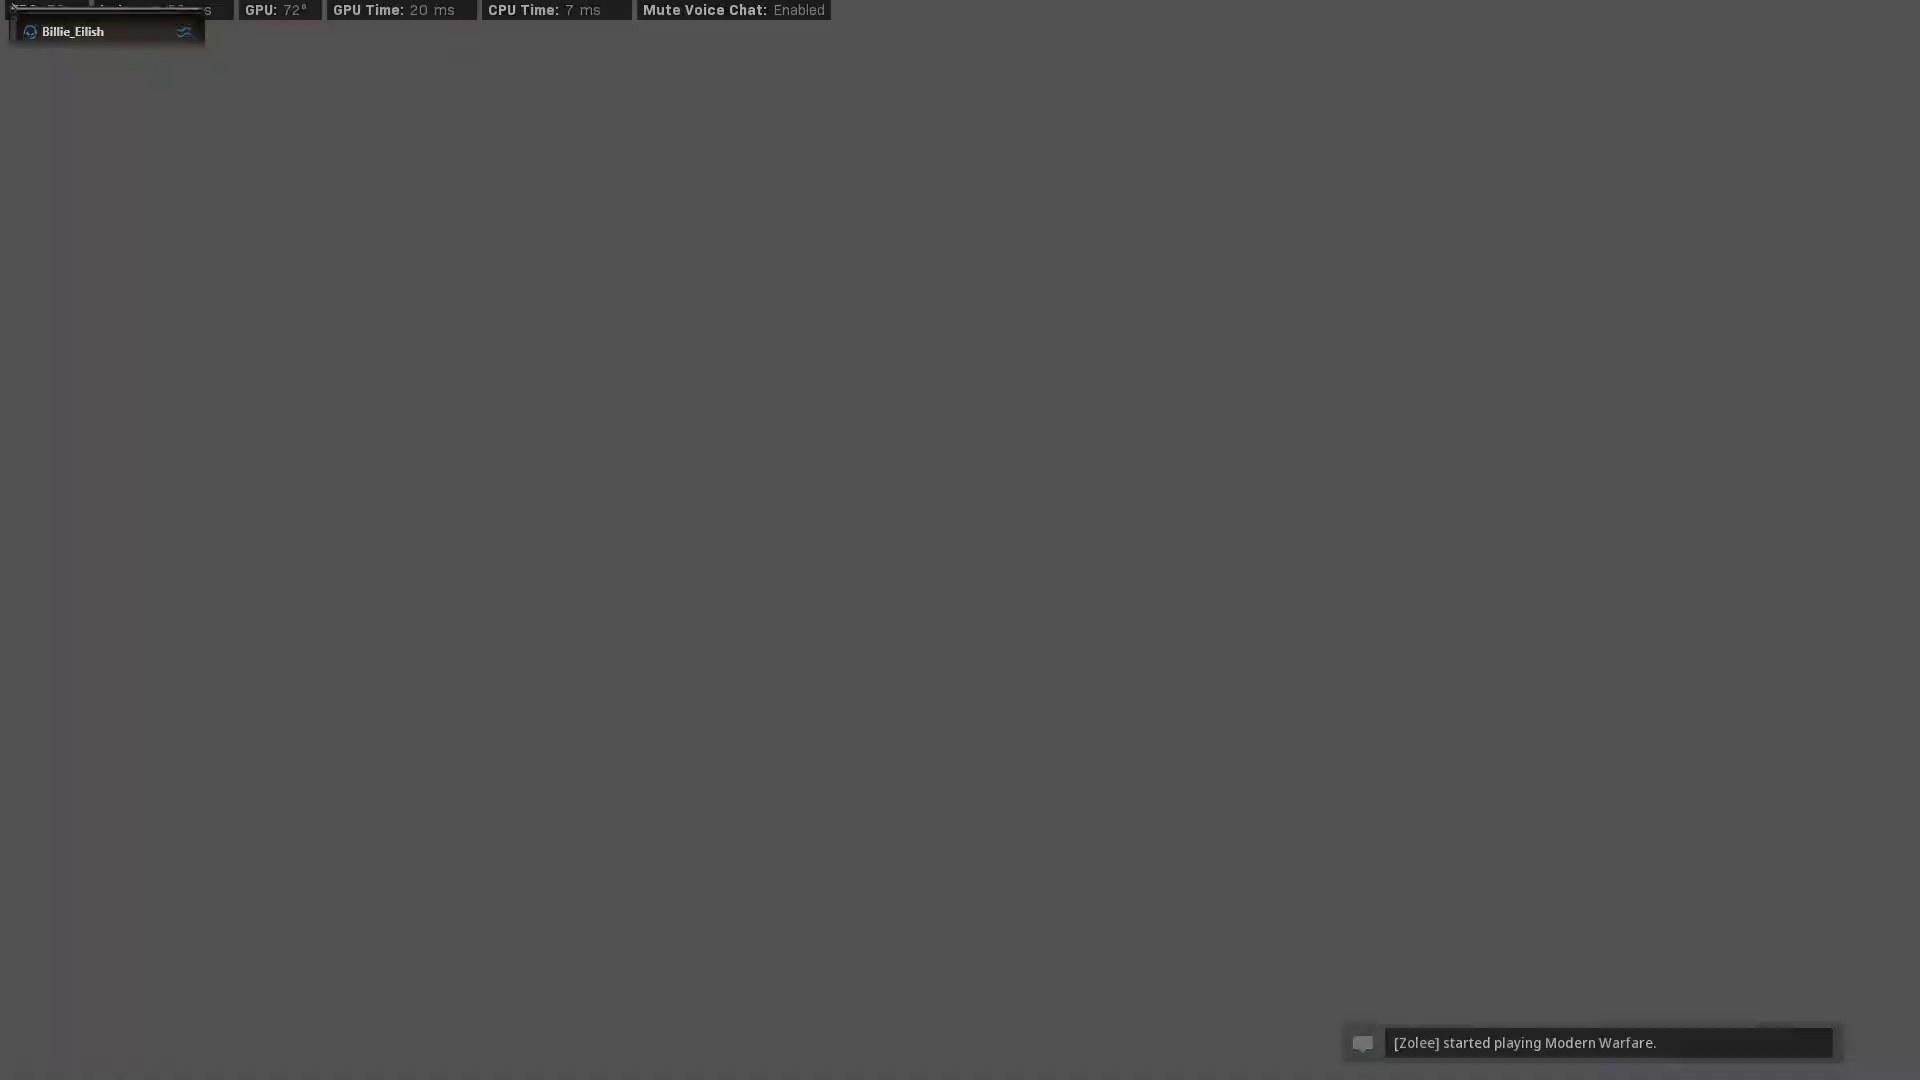 GPU: 72° GPU Time: 20 ms CPU Time: 7 ms Mute Voice Chat: Enabled
Billie_Eilish
[Zolee] started playing Modern Warfare.